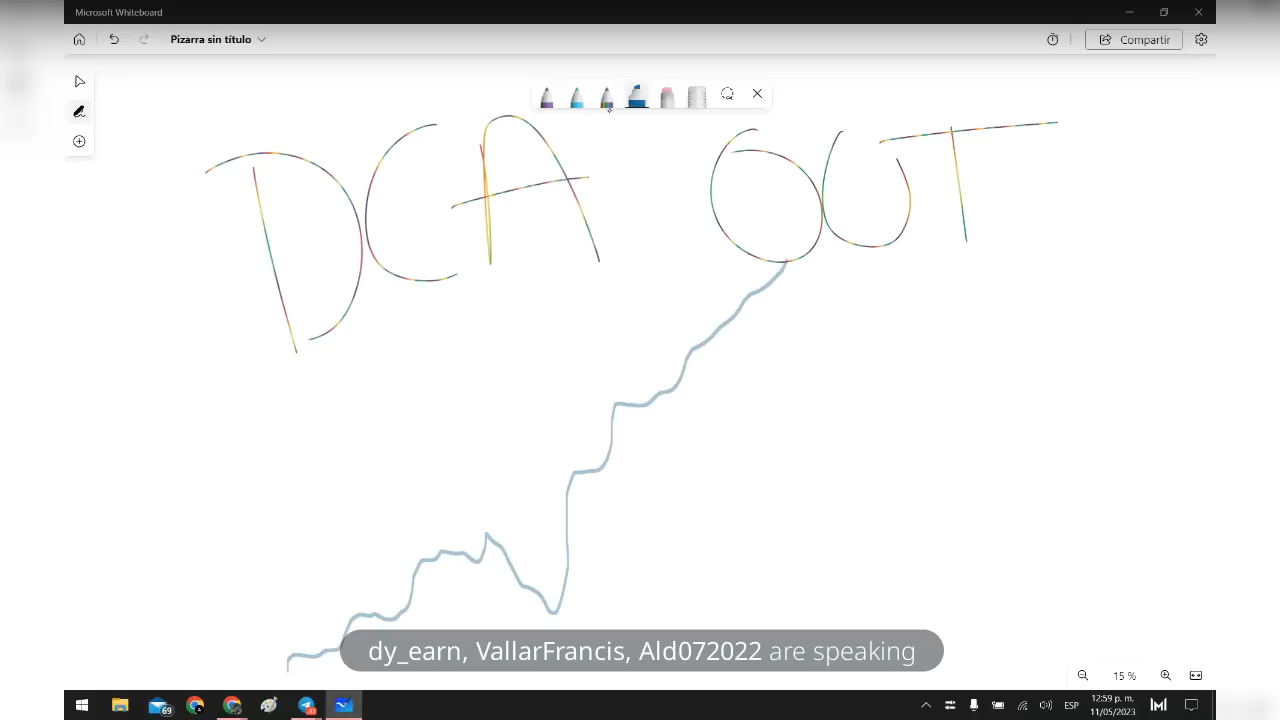 Microsoft Whiteboard
Pizarra sin título
Compartir
DCA OUT
dy_earn, VallarFrancis, Ald072022 are speaking
15 %
69
43
ESP
12:59 p. m.
11/05/2023